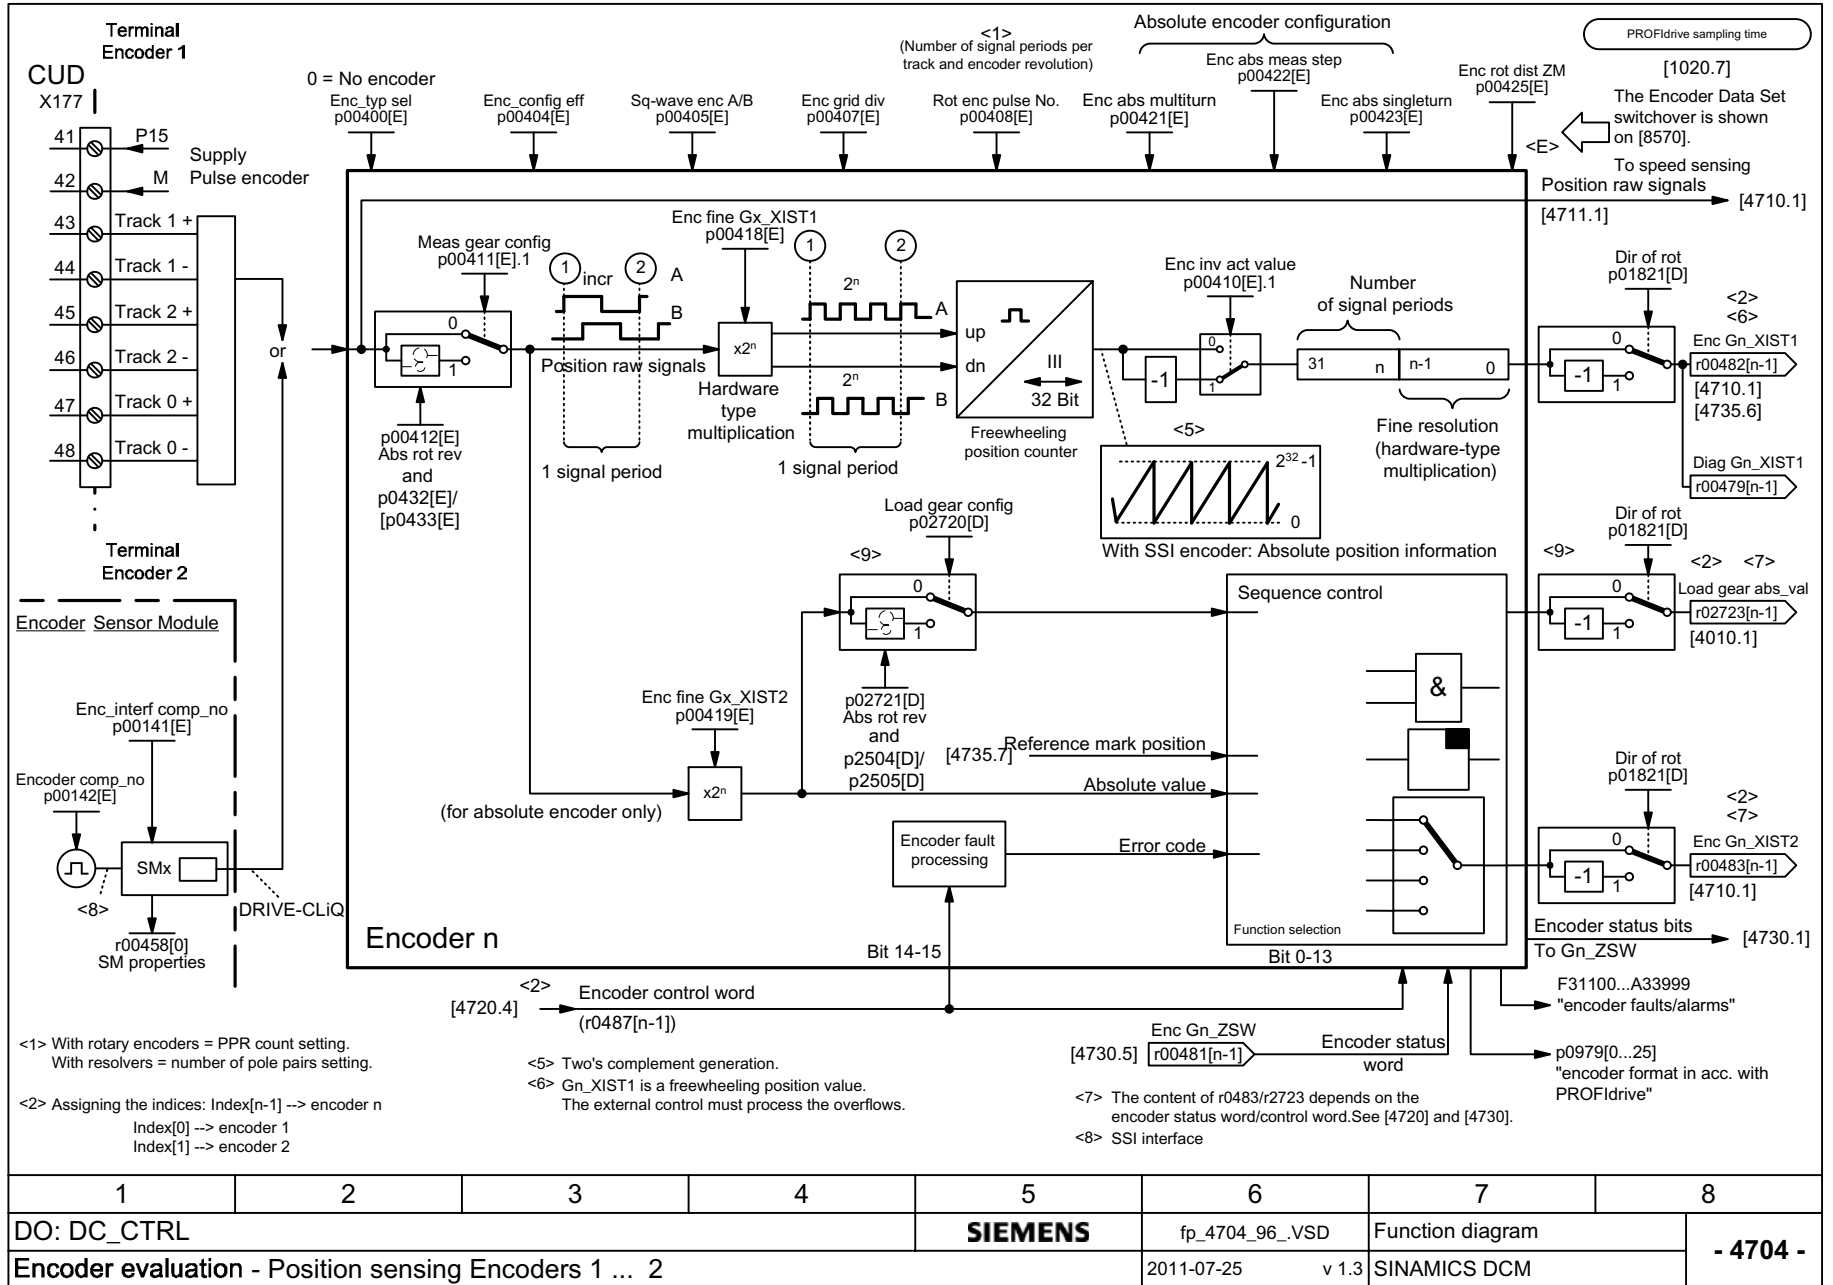 Terminal
Encoder 1
CUD
X177
41
P15
42
M
Supply
Pulse encoder
43
Track 1 +
44
Track 1 -
45
Track 2 +
46
Track 2 -
47
Track 0 +
48
Track 0 -
or
Terminal
Encoder 2
Encoder Sensor Module
Enc_interf comp_no
p00141[E]
Encoder comp_no
p00142[E]
SMx
<8>
DRIVE-CLiQ
r00458[0]
SM properties
0 = No encoder
Enc_typ sel
p00400[E]
Enc_config eff
p00404[E]
Sq-wave enc A/B
p00405[E]
Enc grid div
p00407[E]
<1>
(Number of signal periods per
track and encoder revolution)
Rot enc pulse No.
p00408[E]
Absolute encoder configuration
Enc abs multiturn
p00421[E]
Enc abs meas step
p00422[E]
Enc abs singleturn
p00423[E]
Enc rot dist ZM
p00425[E]
PROFIdrive sampling time
[1020.7]
The Encoder Data Set
switchover is shown
on [8570].
<E>
To speed sensing
Position raw signals
[4710.1]
[4711.1]
Meas gear config
p00411[E].1
0
1
p00412[E]
Abs rot rev
and
p0432[E]/
[p0433[E]
1
incr
2
A
B
Position raw signals
1 signal period
Enc fine Gx_XIST1
p00418[E]
x2ⁿ
Hardware
type
multiplication
1
2
2ⁿ
A
2ⁿ
B
1 signal period
up
dn
III
32 Bit
Freewheeling
position counter
Enc inv act value
p00410[E].1
0
-1
1
Number
of signal periods
31
n
n-1
0
Fine resolution
(hardware-type
multiplication)
<5>
2³² -1
0
With SSI encoder: Absolute position information
Dir of rot
p01821[D]
0
-1
1
<2>
<6>
Enc Gn_XIST1
r00482[n-1]
[4710.1]
[4735.6]
Diag Gn_XIST1
r00479[n-1]
Load gear config
p02720[D]
<9>
0
1
p02721[D]
Abs rot rev
and
p2504[D]/
p2505[D]
Sequence control
&
Function selection
Dir of rot
p01821[D]
<9>
0
-1
1
<2>
<7>
Load gear abs_val
r02723[n-1]
[4010.1]
Enc fine Gx_XIST2
p00419[E]
x2ⁿ
(for absolute encoder only)
[4735.7]
Reference mark position
Absolute value
Encoder fault
processing
Error code
Dir of rot
p01821[D]
0
-1
1
<2>
<7>
Enc Gn_XIST2
r00483[n-1]
[4710.1]
Encoder n
Bit 14-15
Bit 0-13
Encoder status bits
To Gn_ZSW
[4730.1]
F31100...A33999
"encoder faults/alarms"
<2>
[4720.4]
Encoder control word
(r0487[n-1])
Enc Gn_ZSW
[4730.5]
r00481[n-1]
Encoder status
word
p0979[0...25]
"encoder format in acc. with
PROFIdrive"
<1> With rotary encoders = PPR count setting.
With resolvers = number of pole pairs setting.
<2> Assigning the indices: Index[n-1] --> encoder n
Index[0] --> encoder 1
Index[1] --> encoder 2
<5> Two's complement generation.
<6> Gn_XIST1 is a freewheeling position value.
The external control must process the overflows.
<7> The content of r0483/r2723 depends on the
encoder status word/control word.See [4720] and [4730].
<8> SSI interface
1 2 3 4 5 6 7 8
DO: DC_CTRL
SIEMENS
fp_4704_96_.VSD
Function diagram
- 4704 -
Encoder evaluation - Position sensing Encoders 1 ... 2
2011-07-25
v 1.3
SINAMICS DCM